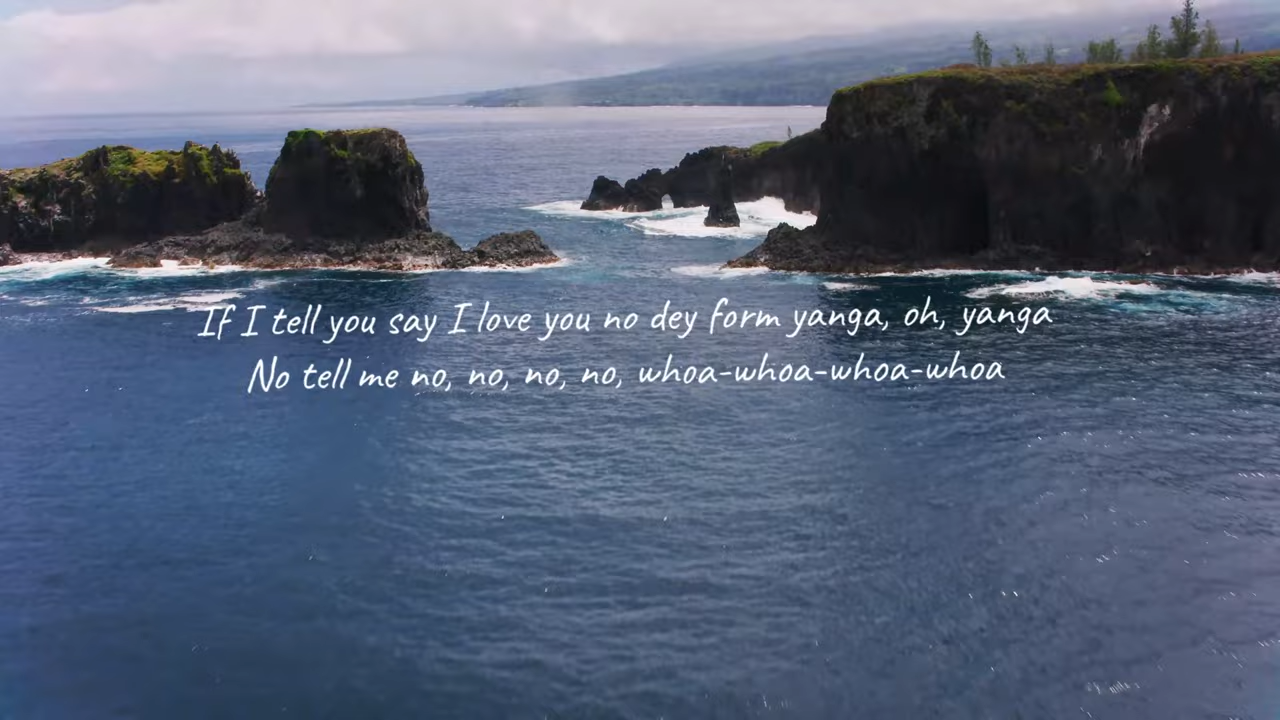 If I tell you say I love you no dey form yanga, oh, yanga
No tell me no, no, no, no, whoa-whoa-whoa-whoa